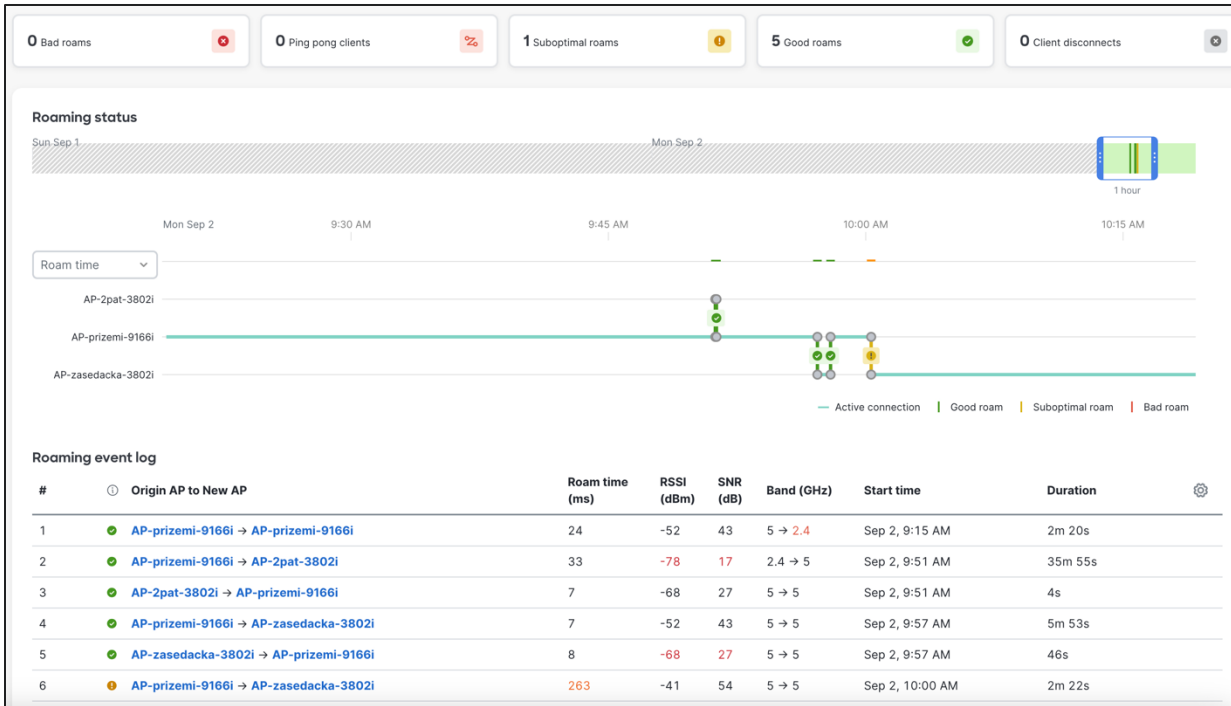 0 Bad roams
0 Ping pong clients
1 Suboptimal roams
5 Good roams
0 Client disconnects
Roaming status
Sun Sep 1 Mon Sep 2
1 hour
Mon Sep 2 9:30 AM 9:45 AM 10:00 AM 10:15 AM
Roam time
AP-2pat-3802i
AP-prizemi-9166i
AP-zasedacka-3802i
Active connection Good roam Suboptimal roam Bad roam
Roaming event log
# Origin AP to New AP Roam time (ms) RSSI (dBm) SNR (dB) Band (GHz) Start time Duration
1 AP-prizemi-9166i → AP-prizemi-9166i 24 -52 43 5 → 2.4 Sep 2, 9:15 AM 2m 20s
2 AP-prizemi-9166i → AP-2pat-3802i 33 -78 17 2.4 → 5 Sep 2, 9:51 AM 35m 55s
3 AP-2pat-3802i → AP-prizemi-9166i 7 -68 27 5 → 5 Sep 2, 9:51 AM 4s
4 AP-prizemi-9166i → AP-zasedacka-3802i 7 -52 43 5 → 5 Sep 2, 9:57 AM 5m 53s
5 AP-zasedacka-3802i → AP-prizemi-9166i 8 -68 27 5 → 5 Sep 2, 9:57 AM 46s
6 AP-prizemi-9166i → AP-zasedacka-3802i 263 -41 54 5 → 5 Sep 2, 10:00 AM 2m 22s